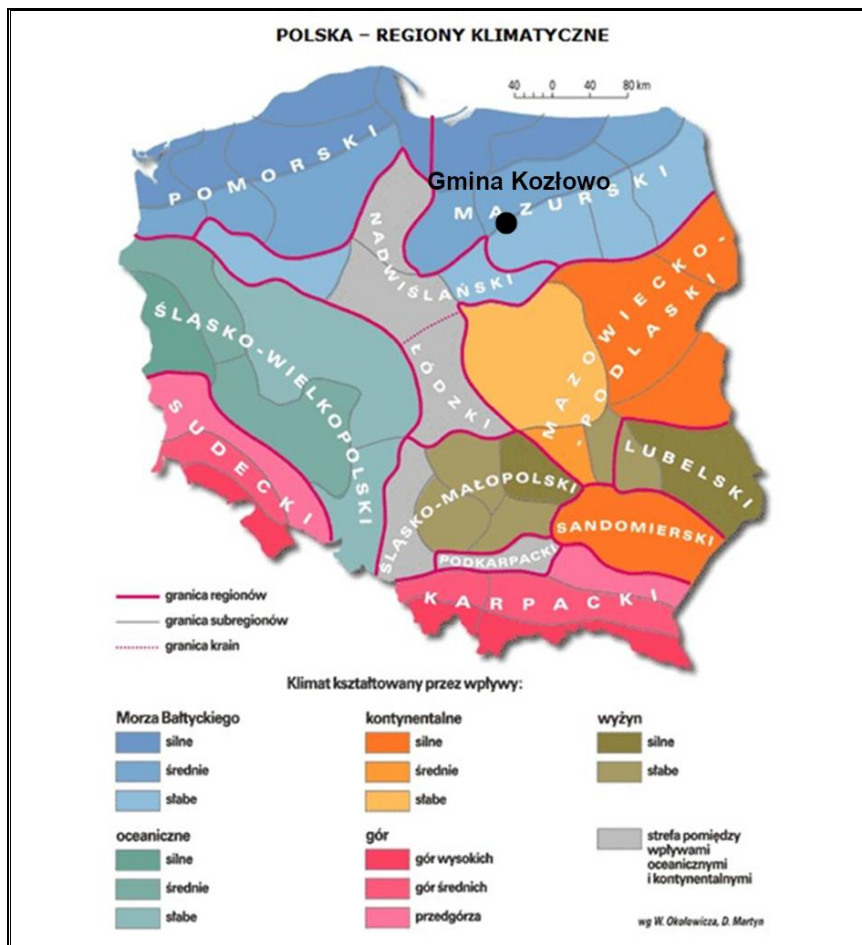 POLSKA – REGIONY KLIMATYCZNE
40 0 80 km
POMORSKI
Gmina Kozłowo
MAZURSKI
NADWIŚLAŃSKI
MAZOWIECKO-
-PODLASKI
ŚLĄSKO-WIELKOPOLSKI
ŁÓDZKI
SUDECKI
LUBELSKI
ŚLĄSKO-MAŁOPOLSKI
SANDOMIERSKI
PODKARPACKI
KARPACKI
granica regionów
granica subregionów
granica krain
Klimat kształtowany przez wpływy:
Morza Bałtyckiego
silne
średnie
słabe
kontynentalne
silne
średnie
słabe
wyżyn
silne
słabe
oceaniczne
silne
średnie
słabe
gór
gór wysokich
gór średnich
przedgórza
strefa pomiędzy
wpływami
oceanicznymi
i kontynentalnymi
wg W. Okołowicza, D. Martyn